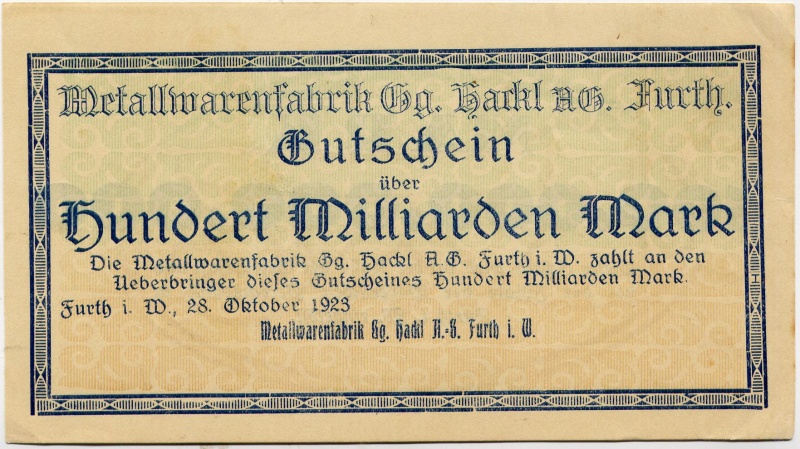 Metallwarenfabrik Gg. Hackl AG. Furth.
Gutschein
über
Hundert Milliarden Mark
Die Metallwarenfabrik Gg. Hackl A.G. Furth i. W. zahlt an den
Ueberbringer dieses Gutscheines Hundert Milliarden Mark.
Furth i. W., 28. Oktober 1923
Metallwarenfabrik Gg. Hackl A.-G. Furth i. W.